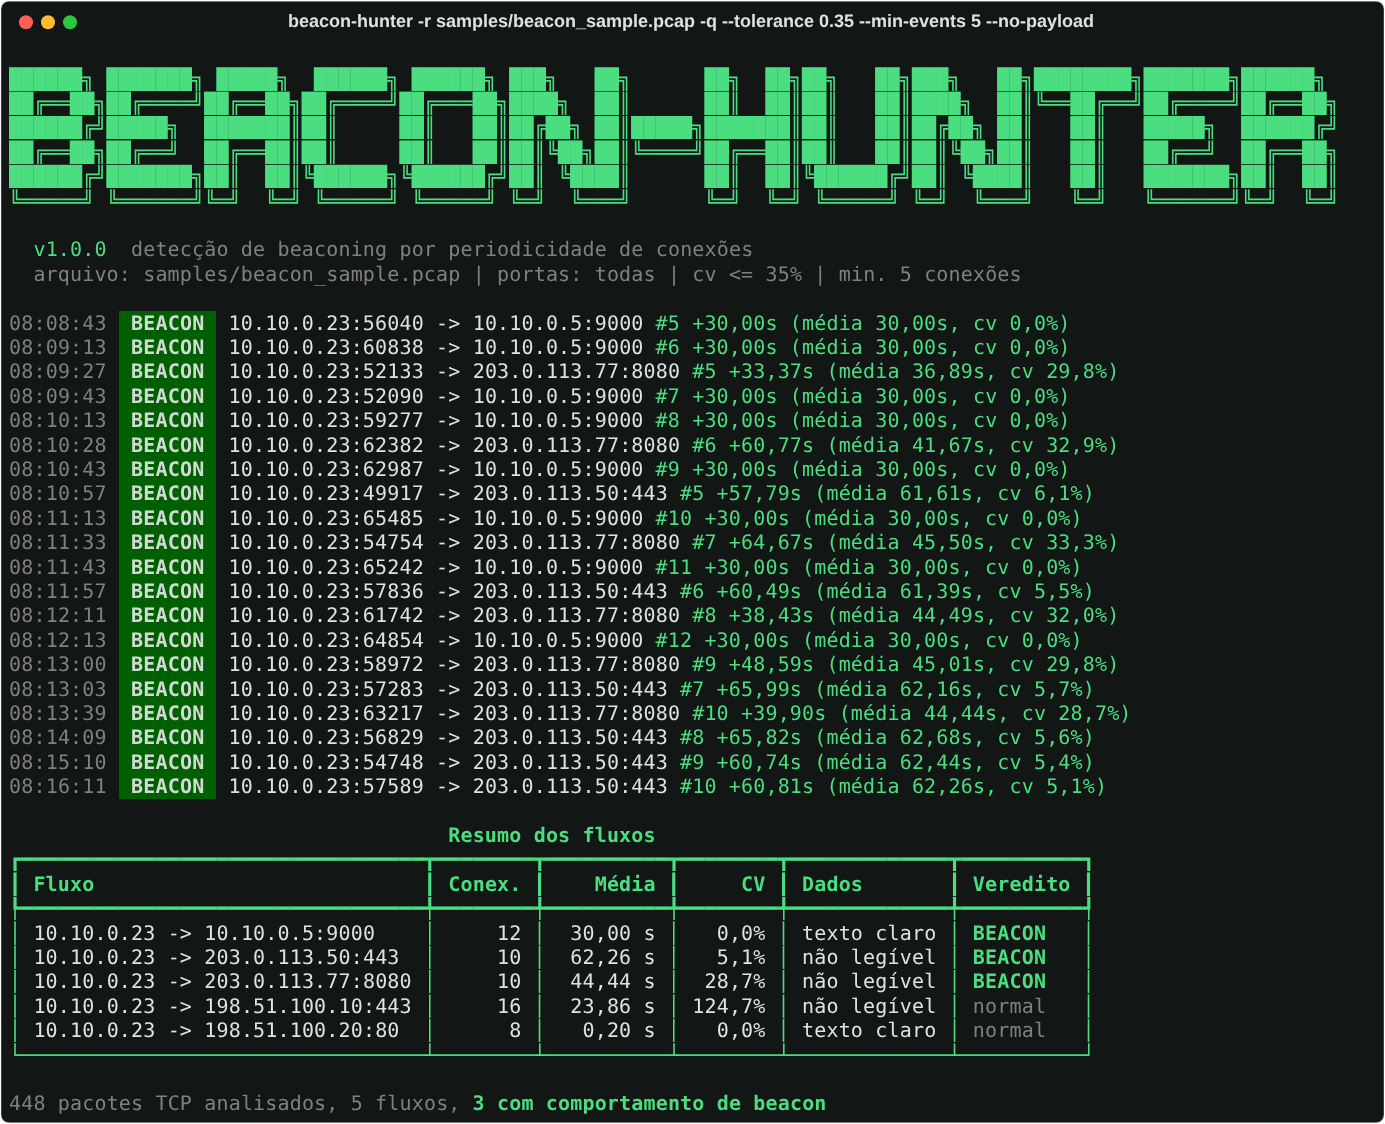 beacon-hunter -r samples/beacon_sample.pcap -q --tolerance 0.35 --min-events 5 --no-payload
BEACON-HUNTER
v1.0.0 detecção de beaconing por periodicidade de conexões
arquivo: samples/beacon_sample.pcap | portas: todas | cv <= 35% | min. 5 conexões
08:08:43 BEACON 10.10.0.23:56040 -> 10.10.0.5:9000 #5 +30,00s (média 30,00s, cv 0,0%)
08:09:13 BEACON 10.10.0.23:60838 -> 10.10.0.5:9000 #6 +30,00s (média 30,00s, cv 0,0%)
08:09:27 BEACON 10.10.0.23:52133 -> 203.0.113.77:8080 #5 +33,37s (média 36,89s, cv 29,8%)
08:09:43 BEACON 10.10.0.23:52090 -> 10.10.0.5:9000 #7 +30,00s (média 30,00s, cv 0,0%)
08:10:13 BEACON 10.10.0.23:59277 -> 10.10.0.5:9000 #8 +30,00s (média 30,00s, cv 0,0%)
08:10:28 BEACON 10.10.0.23:62382 -> 203.0.113.77:8080 #6 +60,77s (média 41,67s, cv 32,9%)
08:10:43 BEACON 10.10.0.23:62987 -> 10.10.0.5:9000 #9 +30,00s (média 30,00s, cv 0,0%)
08:10:57 BEACON 10.10.0.23:49917 -> 203.0.113.50:443 #5 +57,79s (média 61,61s, cv 6,1%)
08:11:13 BEACON 10.10.0.23:65485 -> 10.10.0.5:9000 #10 +30,00s (média 30,00s, cv 0,0%)
08:11:33 BEACON 10.10.0.23:54754 -> 203.0.113.77:8080 #7 +64,67s (média 45,50s, cv 33,3%)
08:11:43 BEACON 10.10.0.23:65242 -> 10.10.0.5:9000 #11 +30,00s (média 30,00s, cv 0,0%)
08:11:57 BEACON 10.10.0.23:57836 -> 203.0.113.50:443 #6 +60,49s (média 61,39s, cv 5,5%)
08:12:11 BEACON 10.10.0.23:61742 -> 203.0.113.77:8080 #8 +38,43s (média 44,49s, cv 32,0%)
08:12:13 BEACON 10.10.0.23:64854 -> 10.10.0.5:9000 #12 +30,00s (média 30,00s, cv 0,0%)
08:13:00 BEACON 10.10.0.23:58972 -> 203.0.113.77:8080 #9 +48,59s (média 45,01s, cv 29,8%)
08:13:03 BEACON 10.10.0.23:57283 -> 203.0.113.50:443 #7 +65,99s (média 62,16s, cv 5,7%)
08:13:39 BEACON 10.10.0.23:63217 -> 203.0.113.77:8080 #10 +39,90s (média 44,44s, cv 28,7%)
08:14:09 BEACON 10.10.0.23:56829 -> 203.0.113.50:443 #8 +65,82s (média 62,68s, cv 5,6%)
08:15:10 BEACON 10.10.0.23:54748 -> 203.0.113.50:443 #9 +60,74s (média 62,44s, cv 5,4%)
08:16:11 BEACON 10.10.0.23:57589 -> 203.0.113.50:443 #10 +60,81s (média 62,26s, cv 5,1%)
Resumo dos fluxos
Fluxo Conex. Média CV Dados Veredito
10.10.0.23 -> 10.10.0.5:9000 12 30,00 s 0,0% texto claro BEACON
10.10.0.23 -> 203.0.113.50:443 10 62,26 s 5,1% não legível BEACON
10.10.0.23 -> 203.0.113.77:8080 10 44,44 s 28,7% não legível BEACON
10.10.0.23 -> 198.51.100.10:443 16 23,86 s 124,7% não legível normal
10.10.0.23 -> 198.51.100.20:80 8 0,20 s 0,0% texto claro normal
448 pacotes TCP analisados, 5 fluxos, 3 com comportamento de beacon